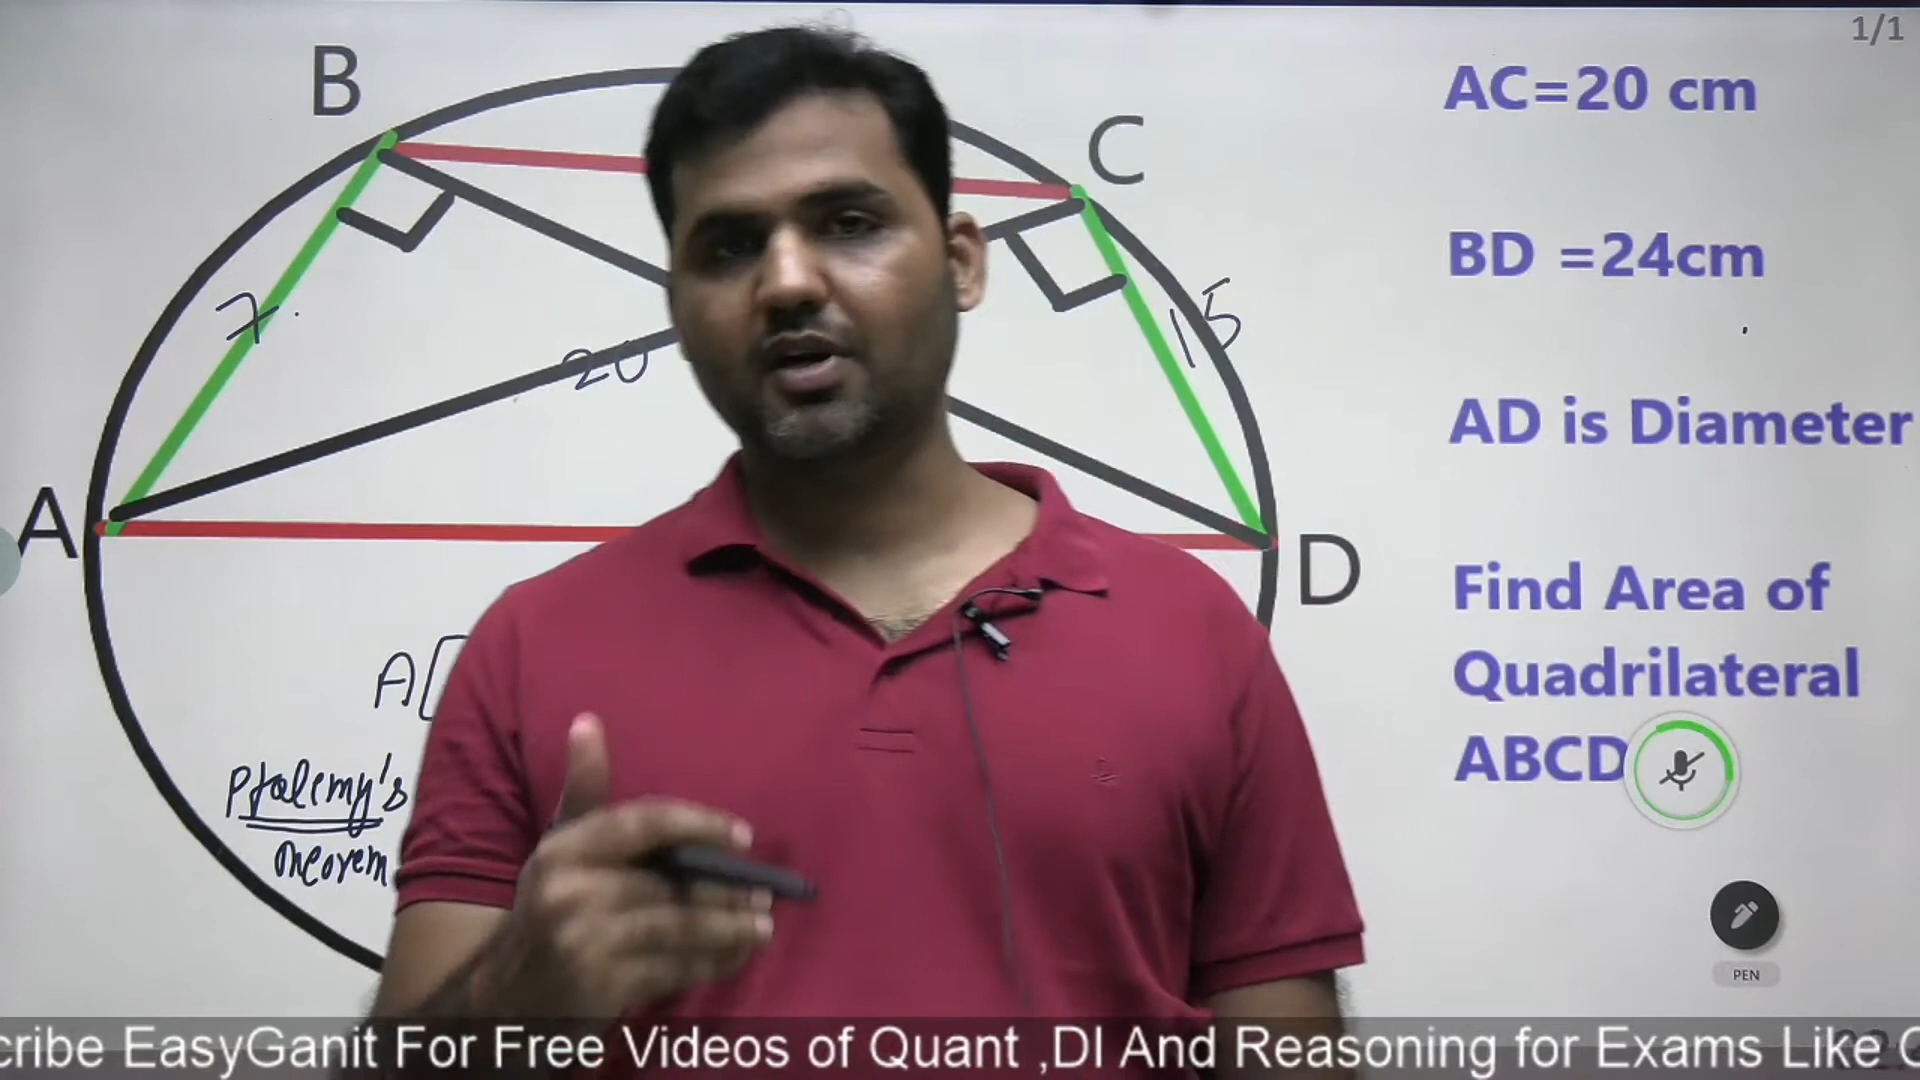 1/1
B
C
AC=20 cm
BD =24cm
7
15
20
AD is Diameter
A
D
Find Area of
Quadrilateral
ABCD
A[
Ptolemy's
theorem
PEN
cribe EasyGanit For Free Videos of Quant ,DI And Reasoning for Exams Like C